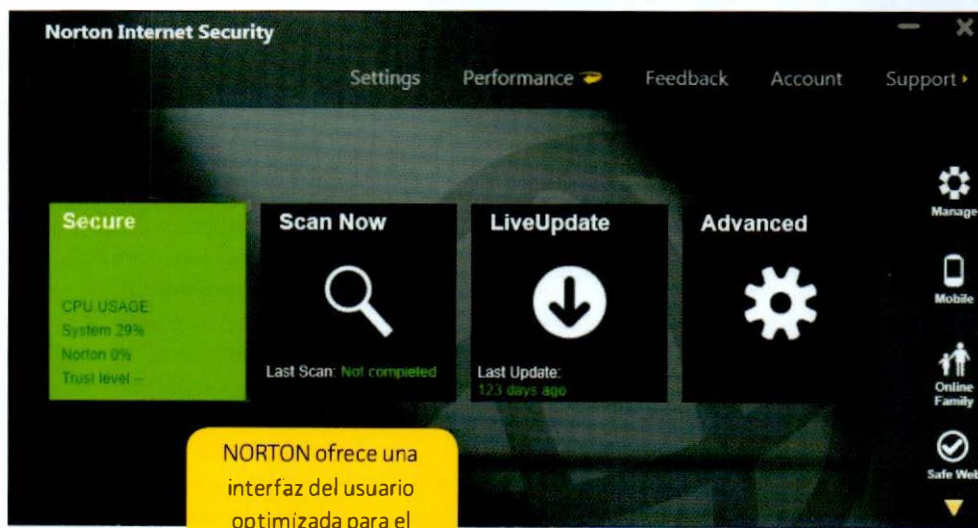 Norton Internet Security
Settings Performance Feedback Account Support
Secure
CPU USAGE
System 29%
Norton 0%
Trust level --
Scan Now
Last Scan: Not completed
LiveUpdate
Last Update:
123 days ago
Advanced
Manage
Mobile
Online
Family
Safe Web
NORTON ofrece una
interfaz del usuario
optimizada para el